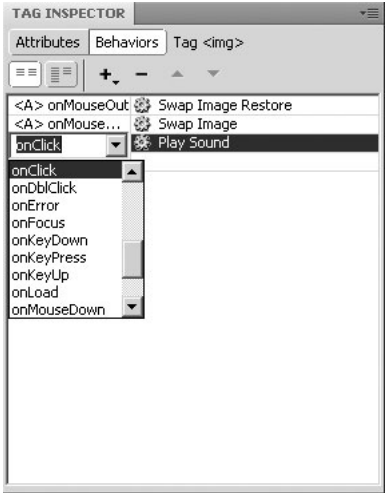 TAG INSPECTOR
Attributes Behaviors Tag <img>
<A> onMouseOut Swap Image Restore
<A> onMouse... Swap Image
onClick Play Sound
onClick
onDblClick
onError
onFocus
onKeyDown
onKeyPress
onKeyUp
onLoad
onMouseDown